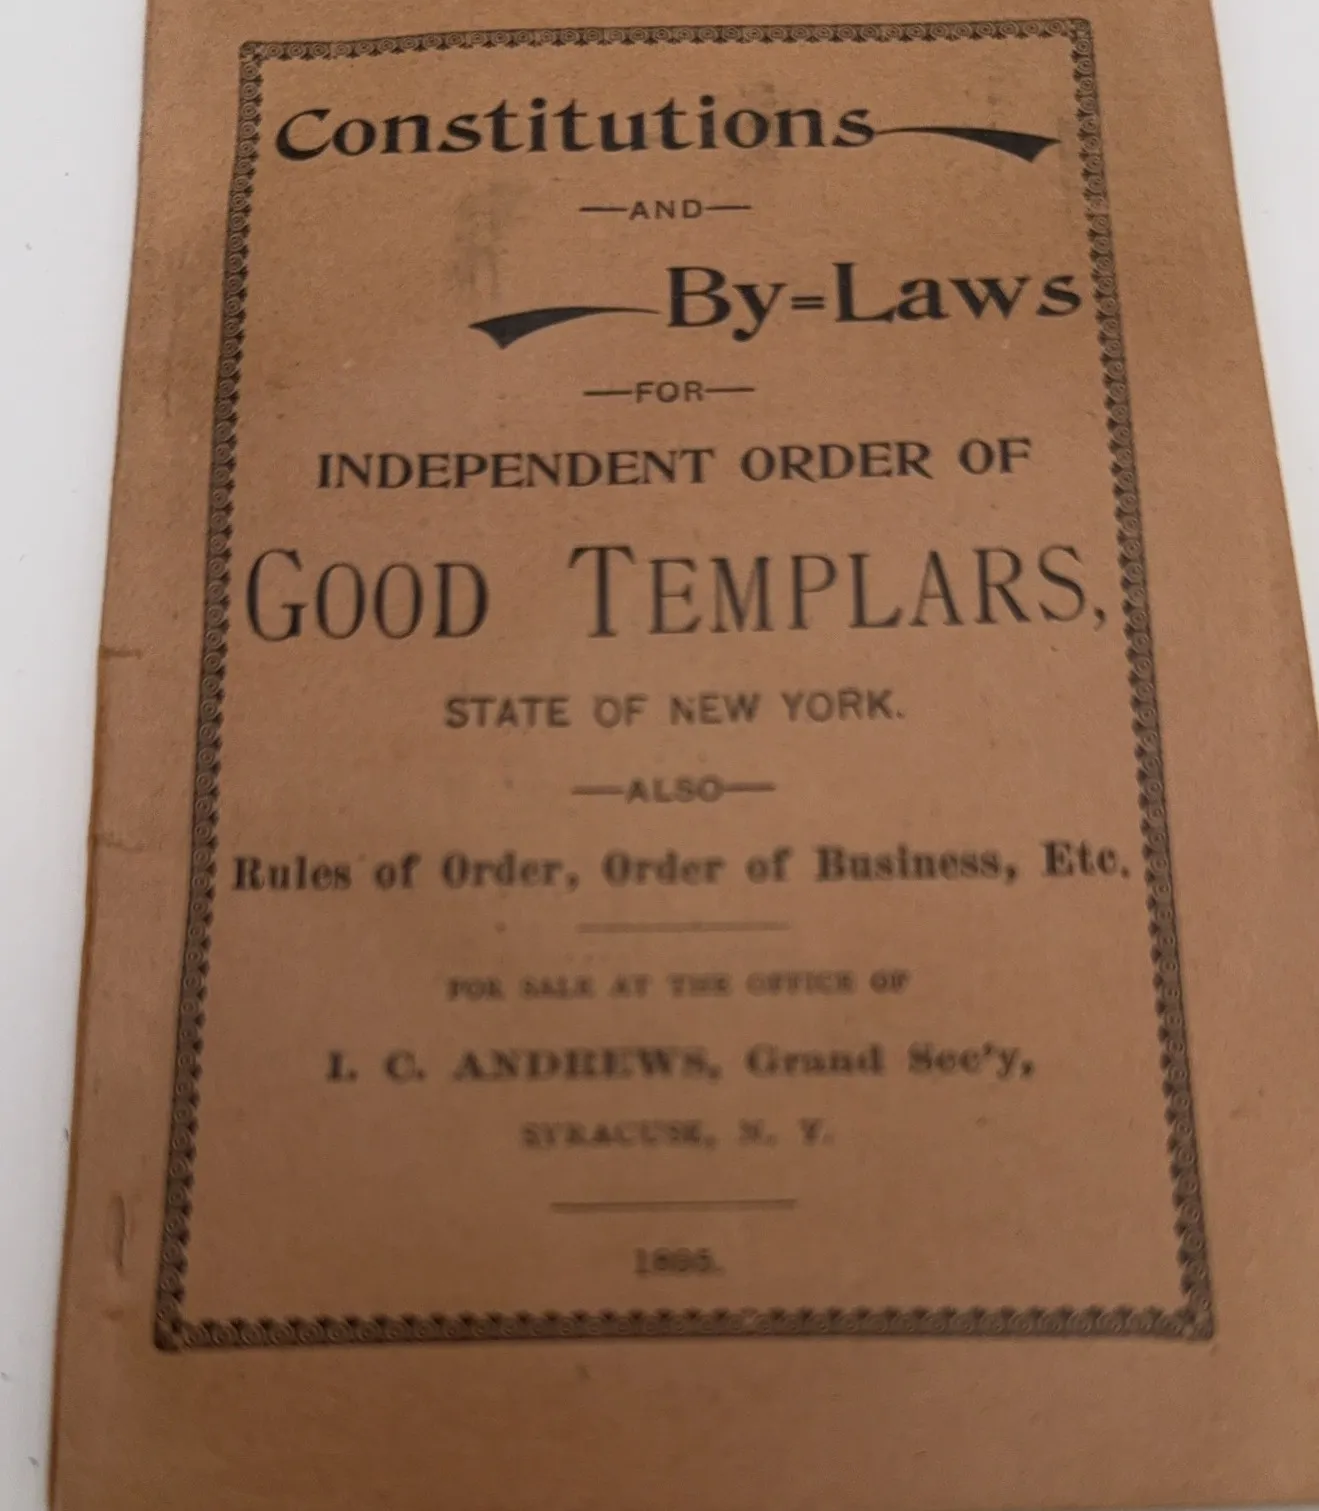 Constitutions
—AND—
By=Laws
—FOR—
INDEPENDENT ORDER OF
GOOD TEMPLARS,
STATE OF NEW YORK.
—ALSO—
Rules of Order, Order of Business, Etc.
FOR SALE AT THE OFFICE OF
I. C. ANDREWS, Grand Sec'y,
SYRACUSE, N. Y.